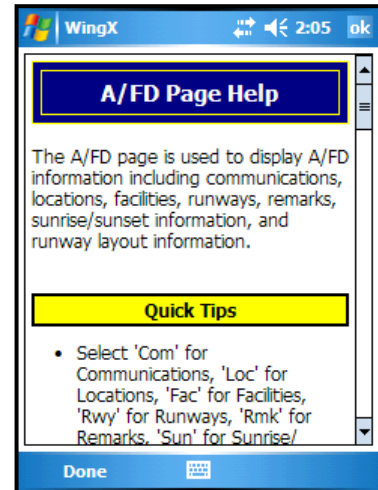 WingX 2:05 ok
A/FD Page Help
The A/FD page is used to display A/FD
information including communications,
locations, facilities, runways, remarks,
sunrise/sunset information, and
runway layout information.
Quick Tips
• Select 'Com' for
Communications, 'Loc' for
Locations, 'Fac' for Facilities,
'Rwy' for Runways, 'Rmk' for
Remarks, 'Sun' for Sunrise/
Done